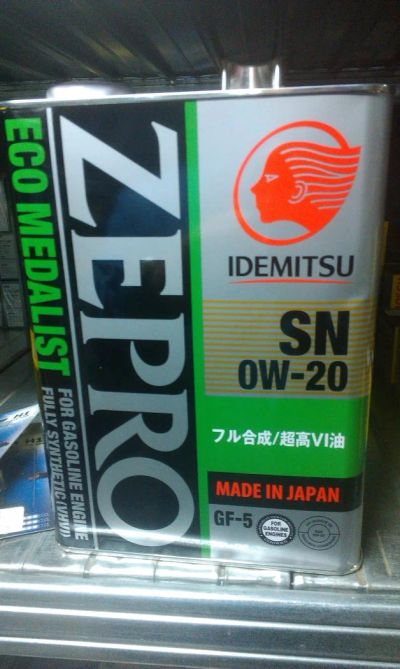 ZEPRO
ECO MEDALIST
FOR GASOLINE ENGINE
FULLY SYNTHETIC (VHVI)
IDEMITSU
SN
0W-20
フル合成/超高VI油
MADE IN JAPAN
GF-5
FOR
GASOLINE
ENGINES